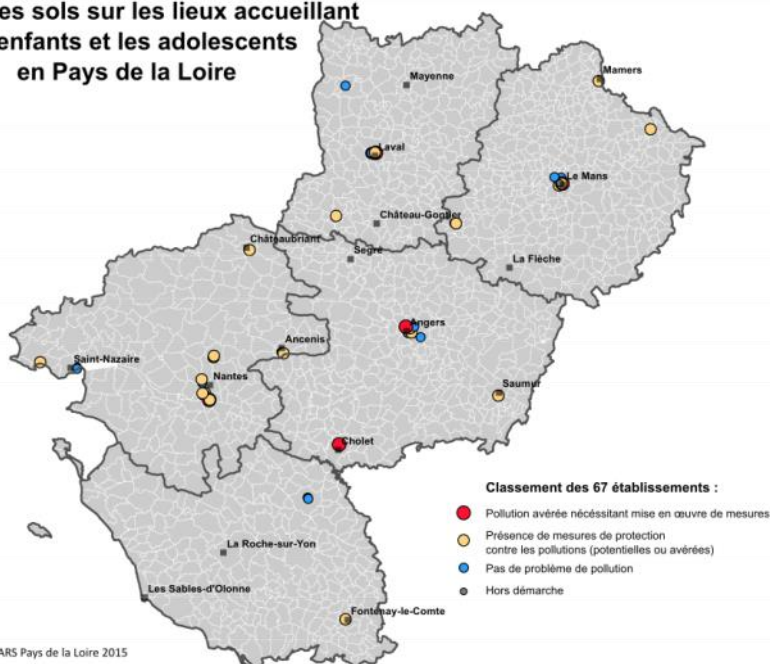 es sols sur les lieux accueillant
enfants et les adolescents
en Pays de la Loire
Mamers
Mayenne
Laval
Le Mans
Château-Gontier
Châteaubriant
Segré
La Flèche
Angers
Ancenis
Saint-Nazaire
Nantes
Saumur
Cholet
Classement des 67 établissements :
Pollution avérée nécéssitant mise en œuvre de mesures
Présence de mesures de protection
contre les pollutions (potentielles ou avérées)
Pas de problème de pollution
Hors démarche
La Roche-sur-Yon
Les Sables-d'Olonne
Fontenay-le-Comte
ARS Pays de la Loire 2015